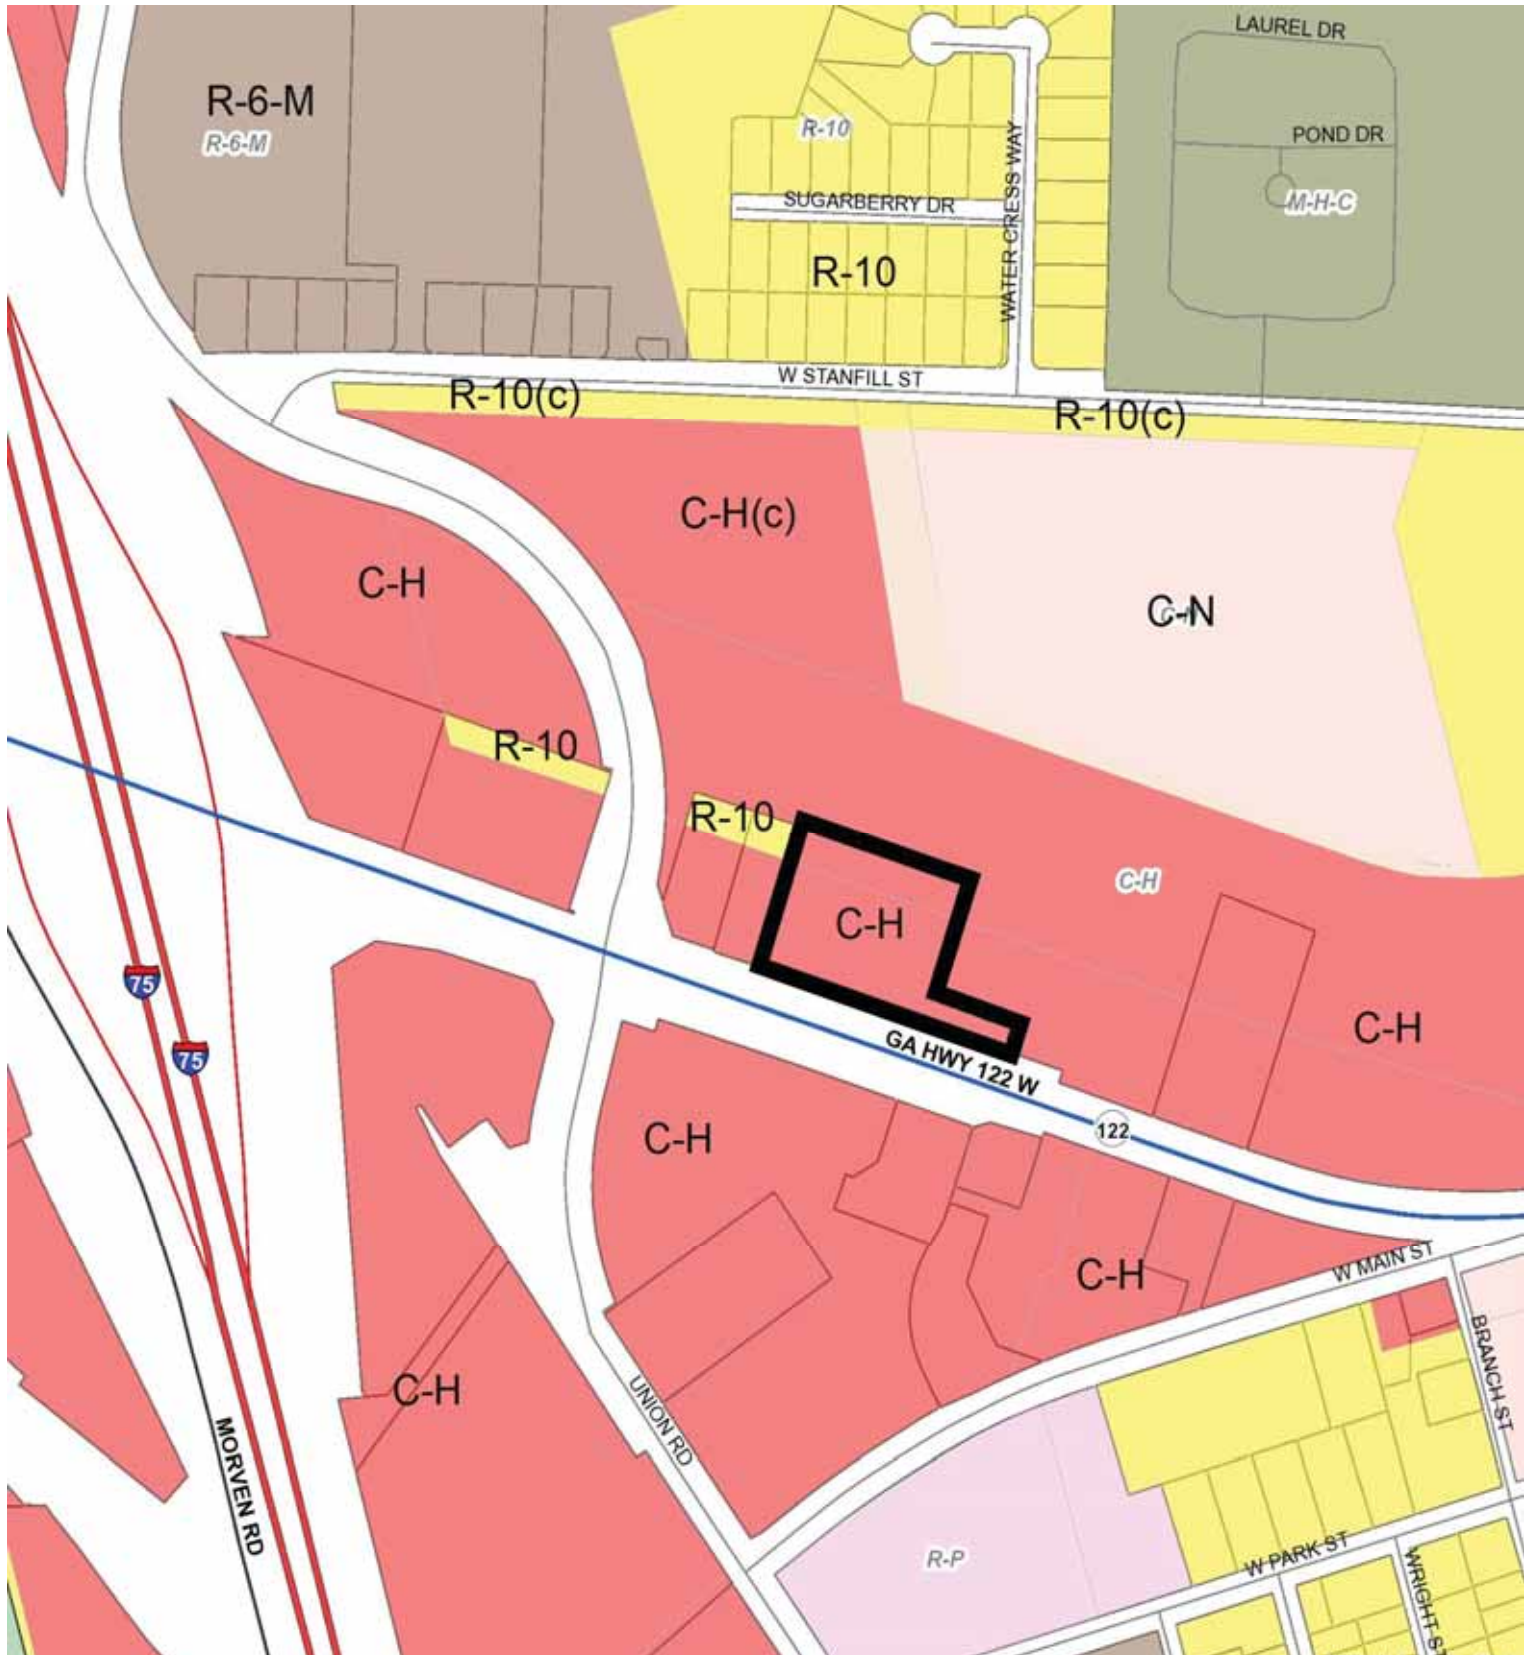 LAUREL DR
R-6-M
R-6-M
R-10
POND DR
WATER CRESS WAY
M-H-C
SUGARBERRY DR
R-10
W STANFILL ST
R-10(c)
R-10(c)
C-H(c)
C-H
C-N
R-10
R-10
C-H
C-H
75
C-H
75
GA HWY 122 W
122
C-H
C-H
W MAIN ST
BRANCH ST
C-H
UNION RD
MORVEN RD
R-P
W PARK ST
WRIGHT ST